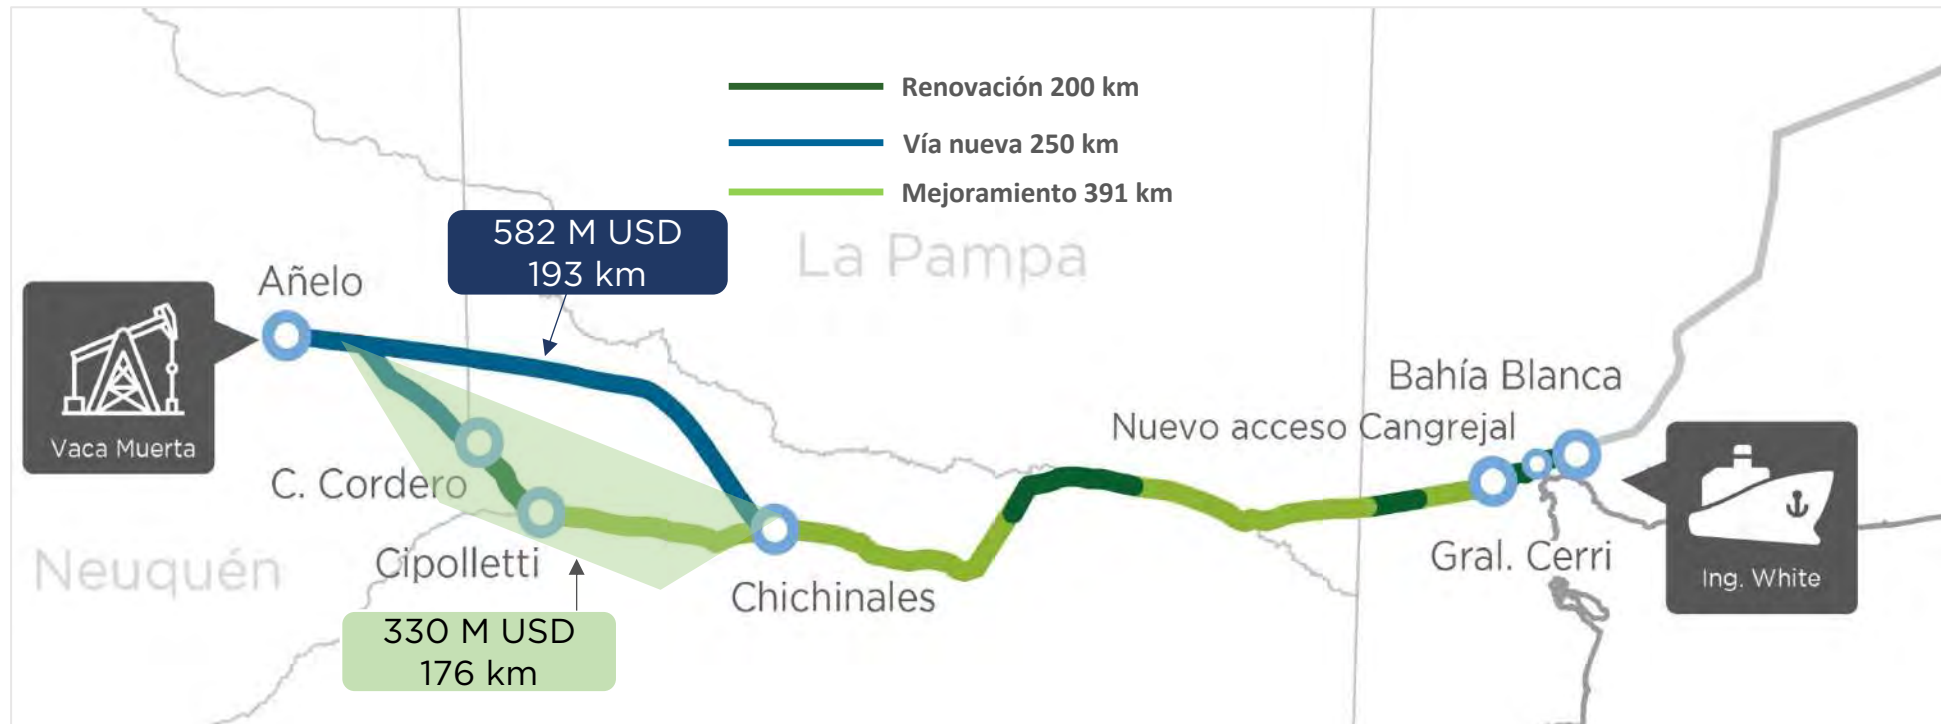 Renovación 200 km
Vía nueva 250 km
Mejoramiento 391 km
582 M USD
193 km
La Pampa
Añelo
Vaca Muerta
Bahía Blanca
Nuevo acceso Cangrejal
C. Cordero
Cipolletti
Neuquén
Chichinales
Gral. Cerri
Ing. White
330 M USD
176 km